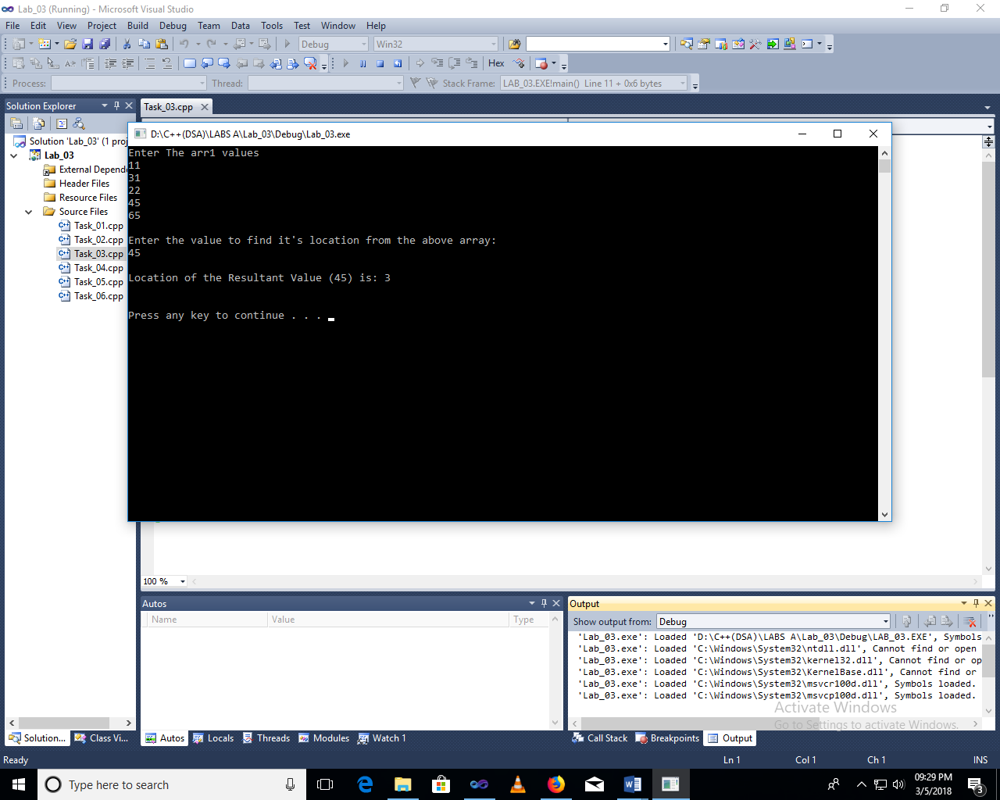 Lab_03 (Running) - Microsoft Visual Studio
File Edit View Project Build Debug Team Data Tools Test Window Help
Debug Win32
Hex
Process: Thread: Stack Frame: LAB_03.EXE!main() Line 11 + 0x6 bytes
Solution Explorer
Task_03.cpp
Solution 'Lab_03' (1 proj
Lab_03
External Depend
Header Files
Resource Files
Source Files
Task_01.cpp
Task_02.cpp
Task_03.cpp
Task_04.cpp
Task_05.cpp
Task_06.cpp
D:\C++(DSA)\LABS A\Lab_03\Debug\Lab_03.exe
Enter The arr1 values
11
31
22
45
65
Enter the value to find it's location from the above array:
45
Location of the Resultant Value (45) is: 3
Press any key to continue . . .
100 %
Autos
Name Value Type
Output
Show output from: Debug
'Lab_03.exe': Loaded 'D:\C++(DSA)\LABS A\Lab_03\Debug\LAB_03.EXE', Symbols
'Lab_03.exe': Loaded 'C:\Windows\System32\ntdll.dll', Cannot find or open
'Lab_03.exe': Loaded 'C:\Windows\System32\kernel32.dll', Cannot find or op
'Lab_03.exe': Loaded 'C:\Windows\System32\KernelBase.dll', Cannot find or
'Lab_03.exe': Loaded 'C:\Windows\System32\msvcr100d.dll', Symbols loaded.
'Lab_03.exe': Loaded 'C:\Windows\System32\msvcp100d.dll', Symbols loaded.
Activate Windows
Go to Settings to activate Windows.
Solution... Class Vi...
Autos Locals Threads Modules Watch 1
Call Stack Breakpoints Output
Ready Ln 1 Col 1 Ch 1 INS
Type here to search
09:29 PM
3/5/2018
3